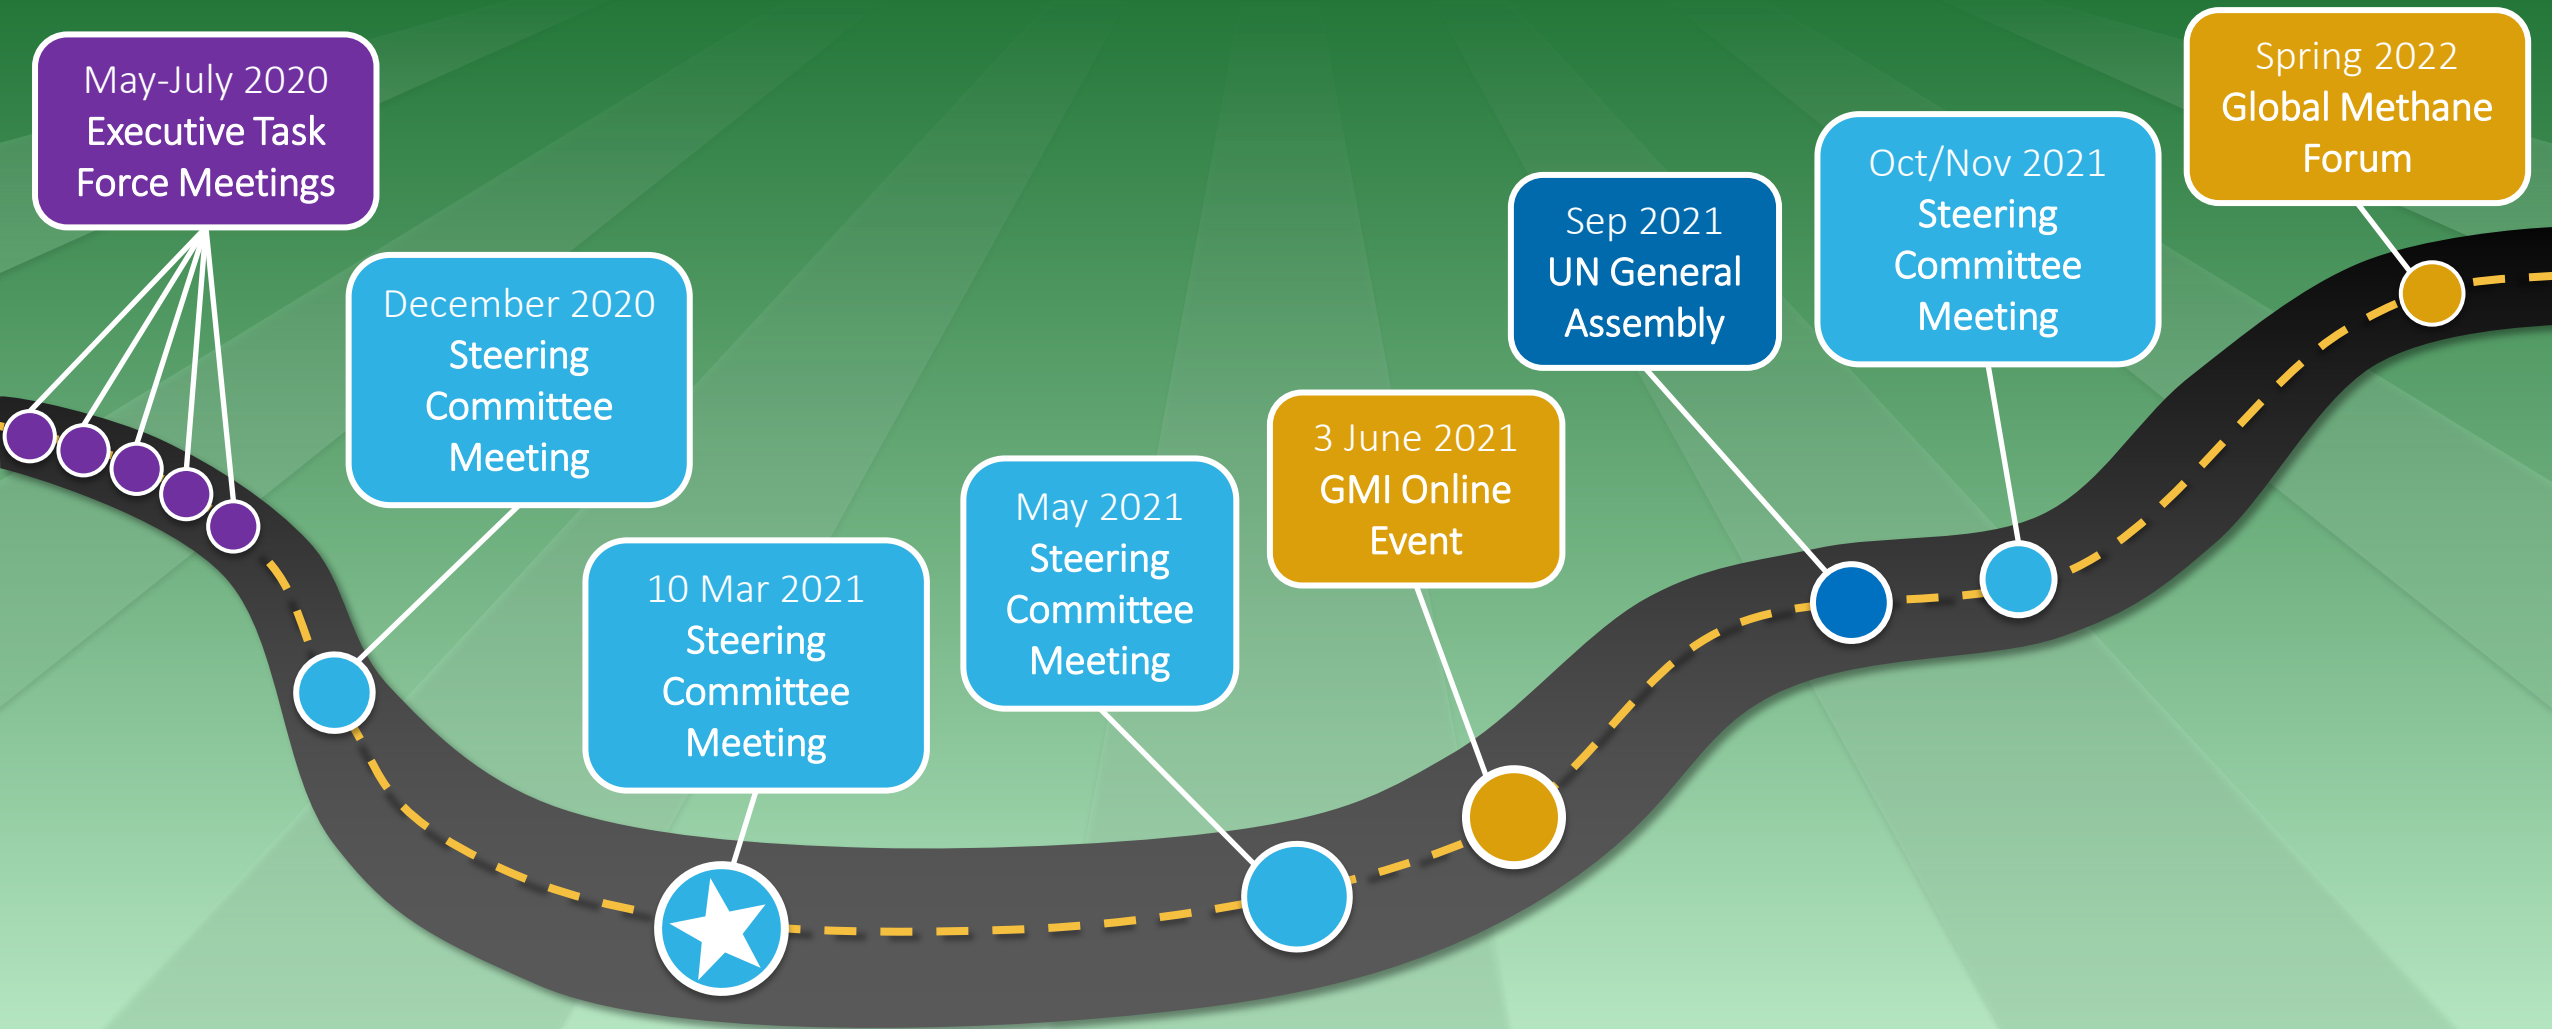 May-July 2020
Executive Task
Force Meetings
December 2020
Steering
Committee
Meeting
10 Mar 2021
Steering
Committee
Meeting
May 2021
Steering
Committee
Meeting
3 June 2021
GMI Online
Event
Sep 2021
UN General
Assembly
Oct/Nov 2021
Steering
Committee
Meeting
Spring 2022
Global Methane
Forum